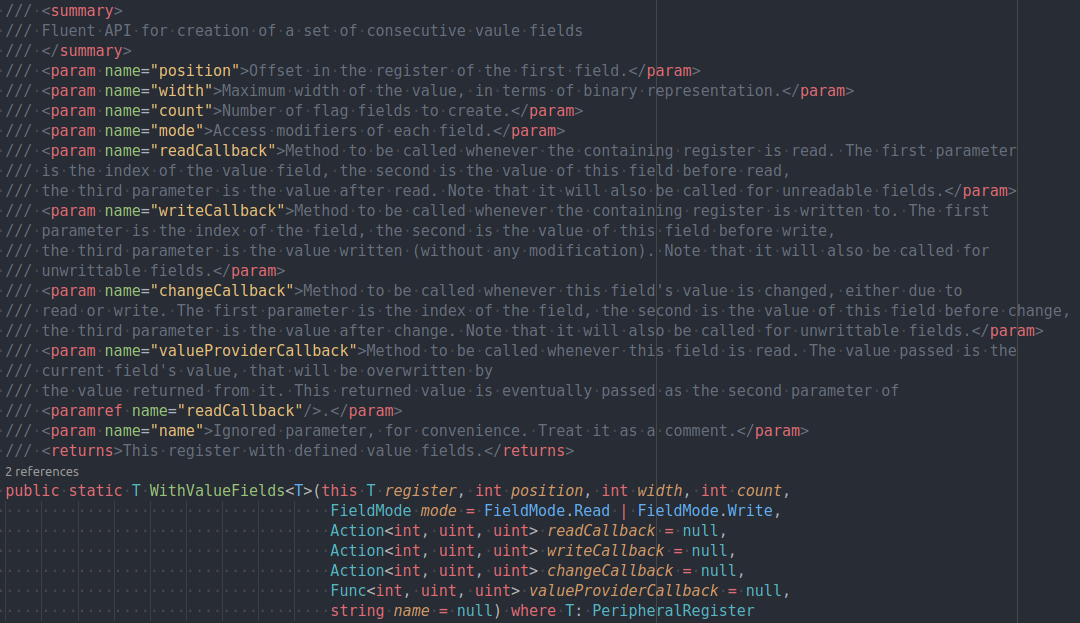 /// <summary>
/// Fluent API for creation of a set of consecutive vaule fields
/// </summary>
/// <param name="position">Offset in the register of the first field.</param>
/// <param name="width">Maximum width of the value, in terms of binary representation.</param>
/// <param name="count">Number of flag fields to create.</param>
/// <param name="mode">Access modifiers of each field.</param>
/// <param name="readCallback">Method to be called whenever the containing register is read. The first parameter
/// is the index of the value field, the second is the value of this field before read,
/// the third parameter is the value after read. Note that it will also be called for unreadable fields.</param>
/// <param name="writeCallback">Method to be called whenever the containing register is written to. The first
/// parameter is the index of the field, the second is the value of this field before write,
/// the third parameter is the value written (without any modification). Note that it will also be called for
/// unwrittable fields.</param>
/// <param name="changeCallback">Method to be called whenever this field's value is changed, either due to
/// read or write. The first parameter is the index of the field, the second is the value of this field before change,
/// the third parameter is the value after change. Note that it will also be called for unwrittable fields.</param>
/// <param name="valueProviderCallback">Method to be called whenever this field is read. The value passed is the
/// current field's value, that will be overwritten by
/// the value returned from it. This returned value is eventually passed as the second parameter of
/// <paramref name="readCallback"/>.</param>
/// <param name="name">Ignored parameter, for convenience. Treat it as a comment.</param>
/// <returns>This register with defined value fields.</returns>
2 references
public static T WithValueFields<T>(this T register, int position, int width, int count,
FieldMode mode = FieldMode.Read | FieldMode.Write,
Action<int, uint, uint> readCallback = null,
Action<int, uint, uint> writeCallback = null,
Action<int, uint, uint> changeCallback = null,
Func<int, uint, uint> valueProviderCallback = null,
string name = null) where T: PeripheralRegister